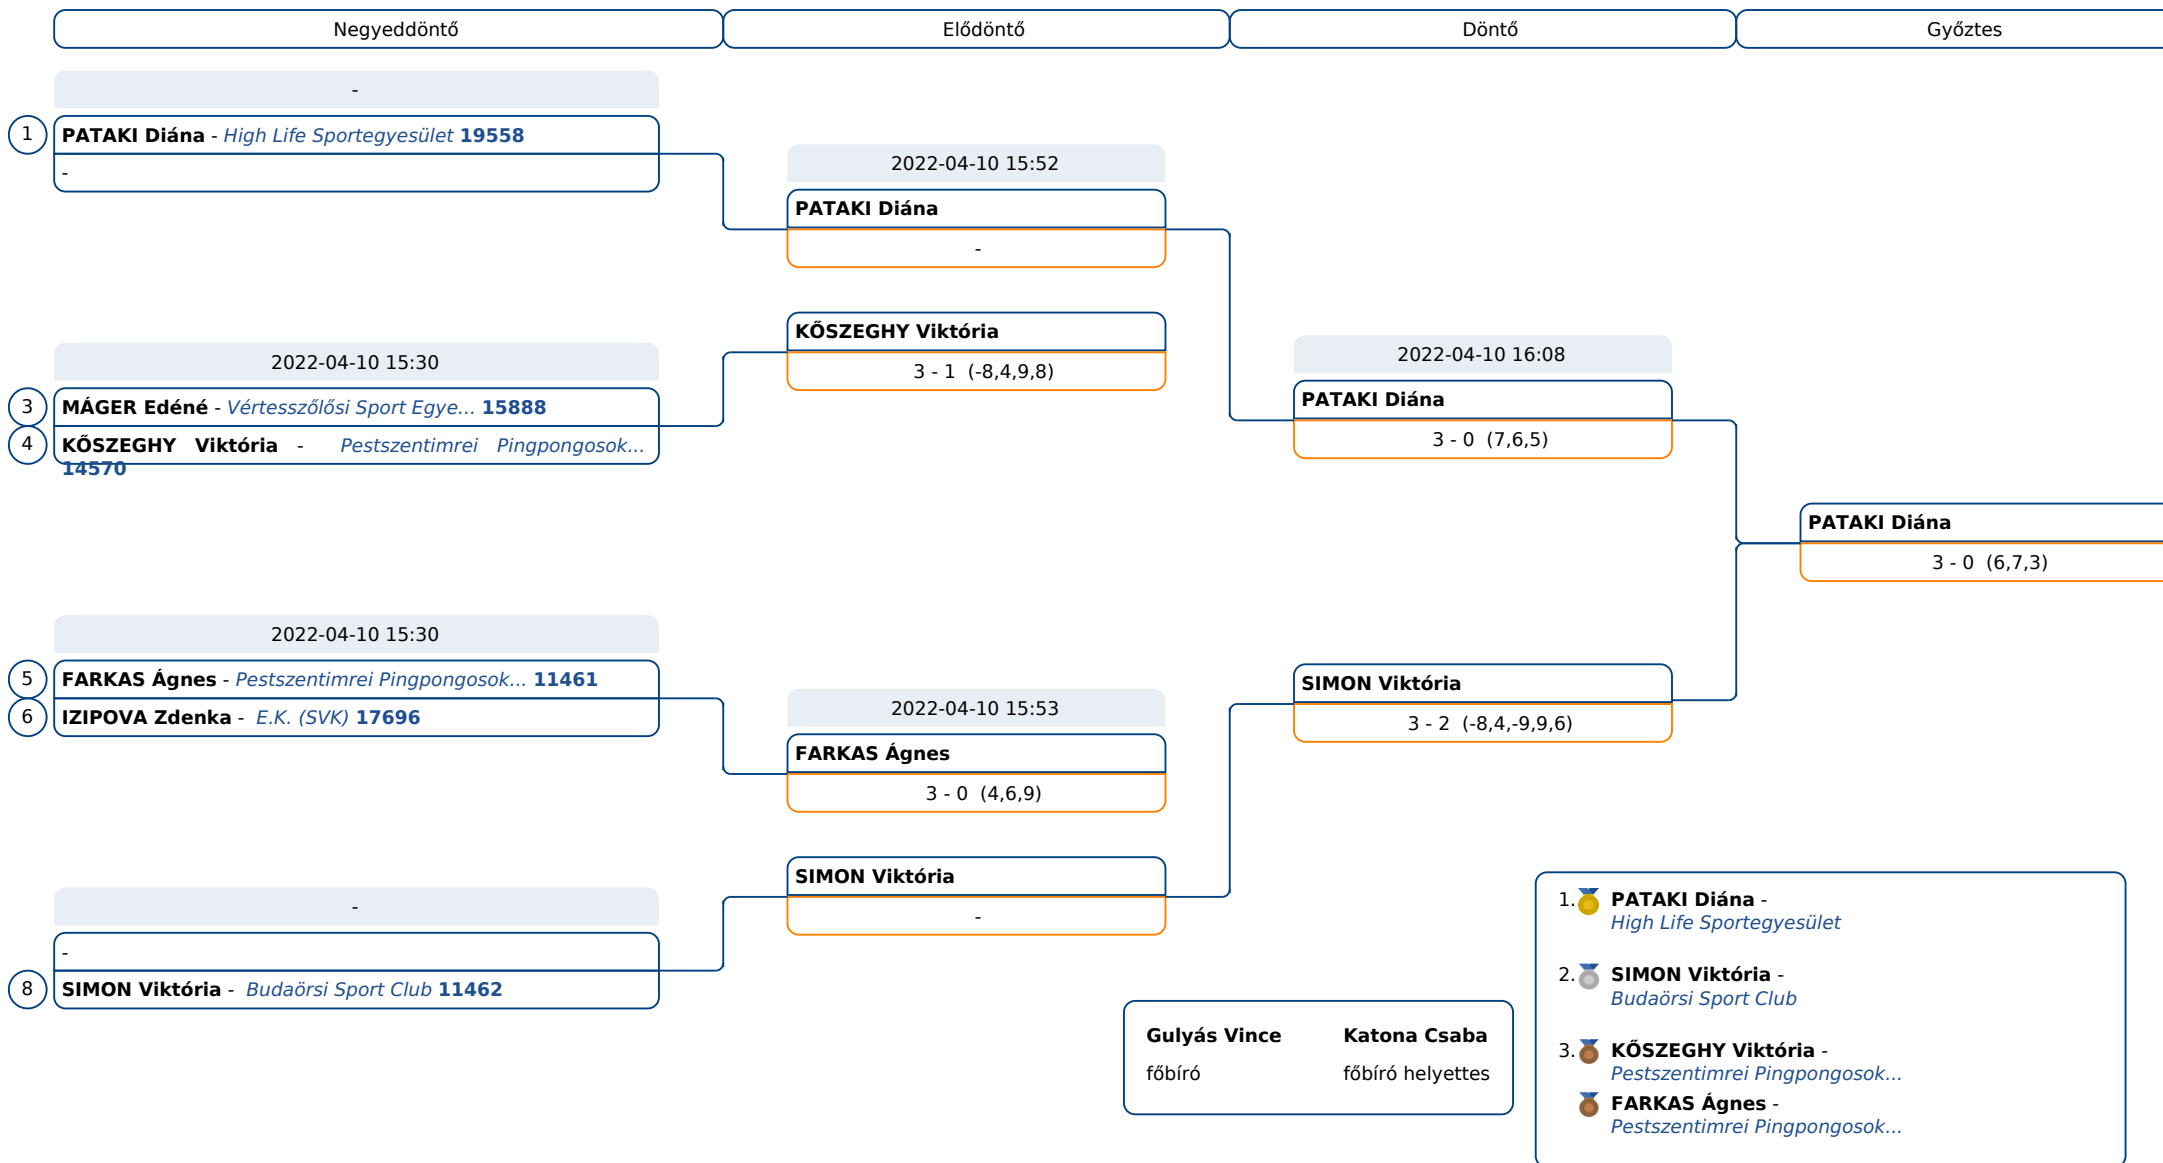 Negyeddöntő
Elődöntő
Döntő
Győztes
-
1
PATAKI Diána - High Life Sportegyesület 19558
-
2022-04-10 15:30
3
MÁGER Edéné - Vértesszőlősi Sport Egye... 15888
4
KŐSZEGHY Viktória - Pestszentimrei Pingpongosok...
14570
2022-04-10 15:30
5
FARKAS Ágnes - Pestszentimrei Pingpongosok... 11461
6
IZIPOVA Zdenka - E.K. (SVK) 17696
-
-
8
SIMON Viktória - Budaörsi Sport Club 11462
2022-04-10 15:52
PATAKI Diána
-
KŐSZEGHY Viktória
3 - 1 (-8,4,9,8)
2022-04-10 15:53
FARKAS Ágnes
3 - 0 (4,6,9)
SIMON Viktória
-
2022-04-10 16:08
PATAKI Diána
3 - 0 (7,6,5)
SIMON Viktória
3 - 2 (-8,4,-9,9,6)
PATAKI Diána
3 - 0 (6,7,3)
Gulyás Vince Katona Csaba
főbíró főbíró helyettes
1. PATAKI Diána -
High Life Sportegyesület
2. SIMON Viktória -
Budaörsi Sport Club
3. KŐSZEGHY Viktória -
Pestszentimrei Pingpongosok...
FARKAS Ágnes -
Pestszentimrei Pingpongosok...